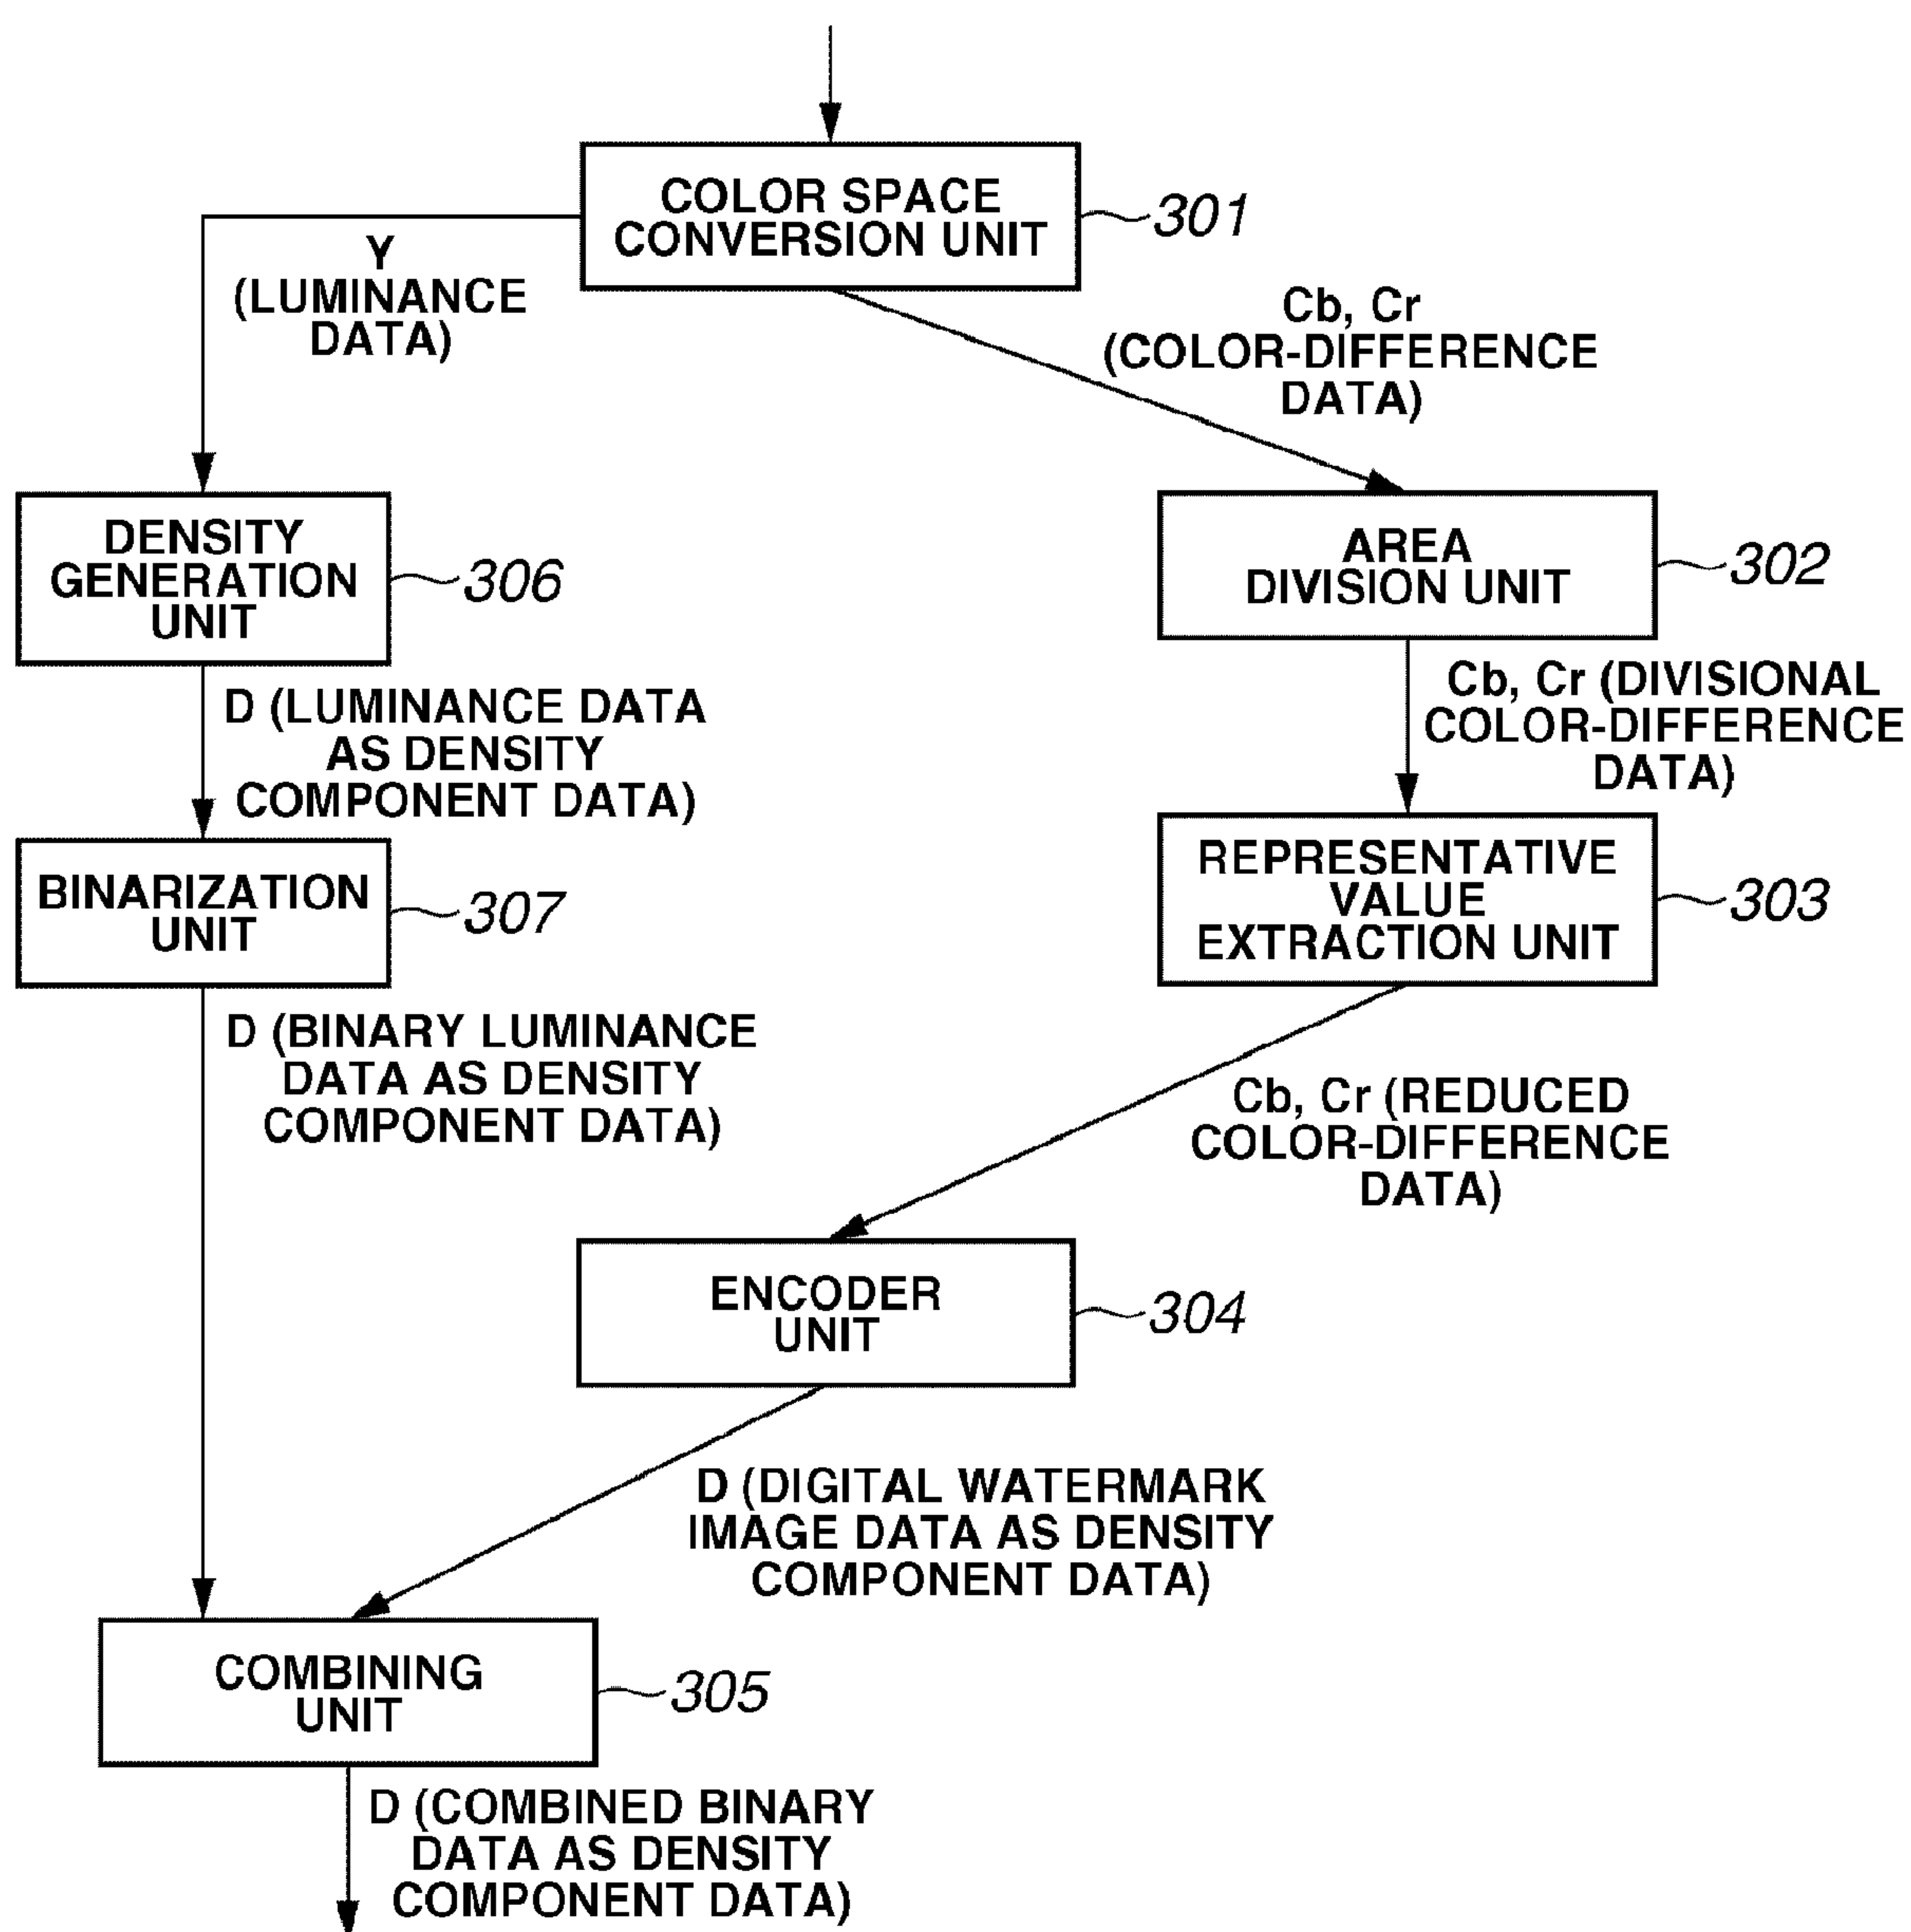 COLOR SPACE
CONVERSION UNIT
301
Y
(LUMINANCE
DATA)
Cb, Cr
(COLOR-DIFFERENCE
DATA)
DENSITY
GENERATION
UNIT
306
AREA
DIVISION UNIT
302
D (LUMINANCE DATA
AS DENSITY
COMPONENT DATA)
Cb, Cr (DIVISIONAL
COLOR-DIFFERENCE
DATA)
BINARIZATION
UNIT
307
REPRESENTATIVE
VALUE
EXTRACTION UNIT
303
D (BINARY LUMINANCE
DATA AS DENSITY
COMPONENT DATA)
Cb, Cr (REDUCED
COLOR-DIFFERENCE
DATA)
ENCODER
UNIT
304
D (DIGITAL WATERMARK
IMAGE DATA AS DENSITY
COMPONENT DATA)
COMBINING
UNIT
305
D (COMBINED BINARY
DATA AS DENSITY
COMPONENT DATA)